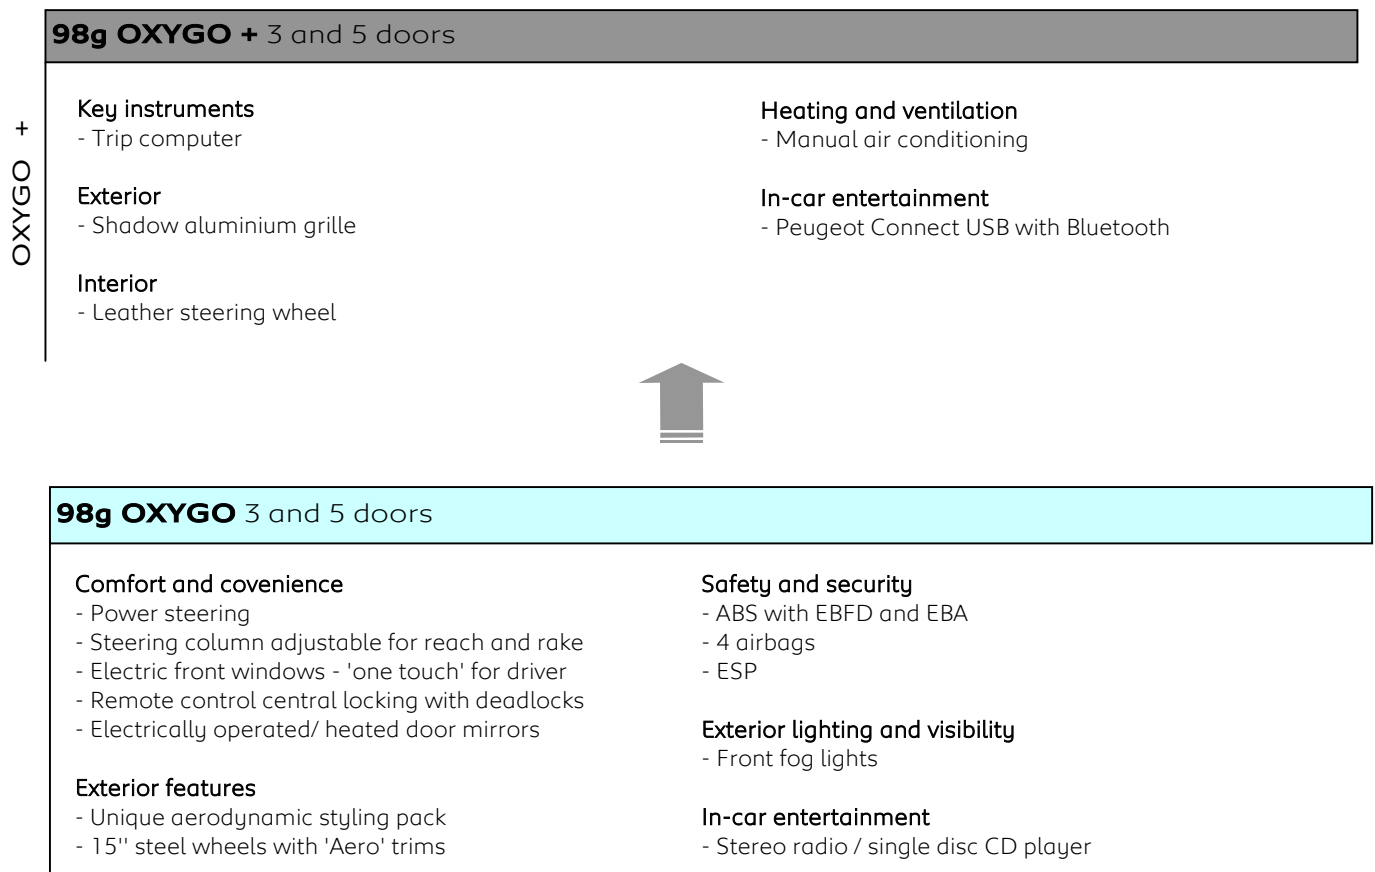 98g OXYGO + 3 and 5 doors
OXYGO +
Key instruments
- Trip computer
Exterior
- Shadow aluminium grille
Interior
- Leather steering wheel
Heating and ventilation
- Manual air conditioning
In-car entertainment
- Peugeot Connect USB with Bluetooth
98g OXYGO 3 and 5 doors
Comfort and covenience
- Power steering
- Steering column adjustable for reach and rake
- Electric front windows - 'one touch' for driver
- Remote control central locking with deadlocks
- Electrically operated/ heated door mirrors
Exterior features
- Unique aerodynamic styling pack
- 15'' steel wheels with 'Aero' trims
Safety and security
- ABS with EBFD and EBA
- 4 airbags
- ESP
Exterior lighting and visibility
- Front fog lights
In-car entertainment
- Stereo radio / single disc CD player